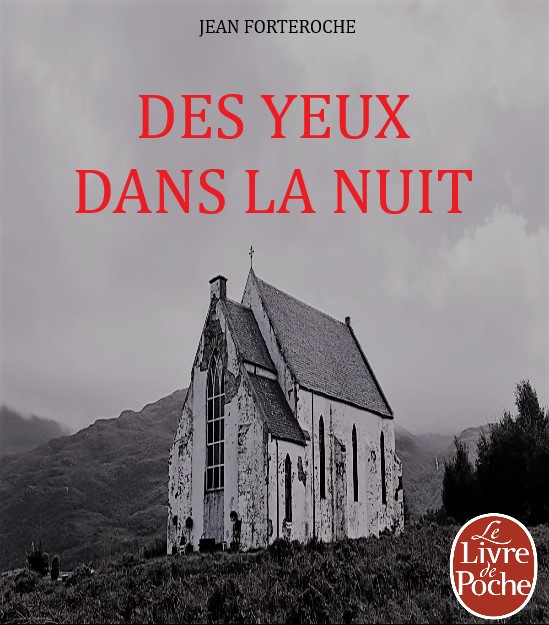 JEAN FORTEROCHE
DES YEUX
DANS LA NUIT
Le
LIVRE
de
POCHE